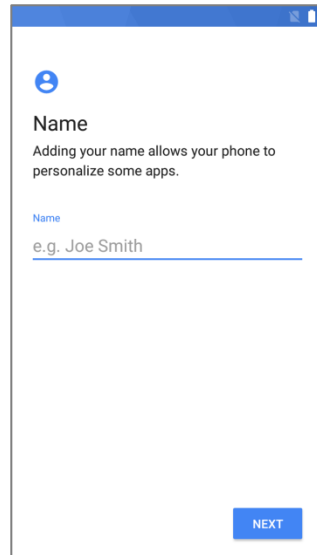 Name
Adding your name allows your phone to
personalize some apps.
Name
e.g. Joe Smith
NEXT